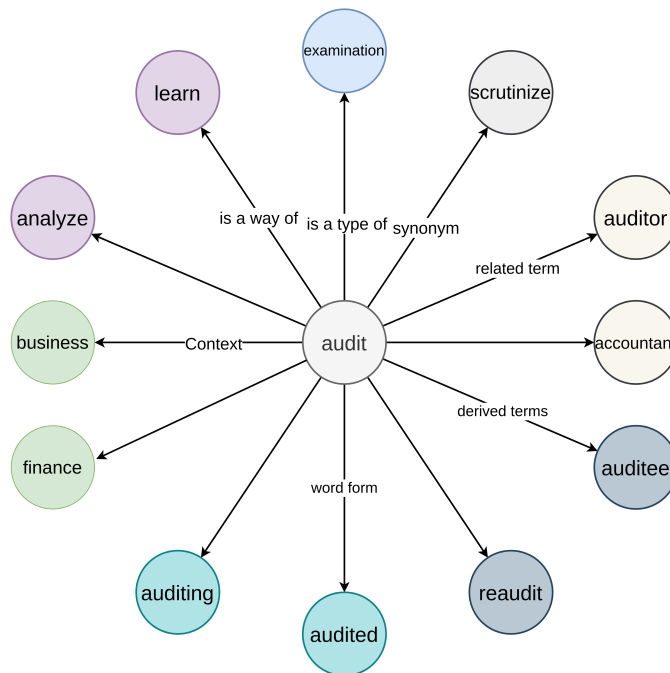 examination
learn
scrutinize
analyze
auditor
is a way of
is a type of
synonym
related term
business
Context
audit
accountan
derived terms
finance
auditee
word form
auditing
reaudit
audited